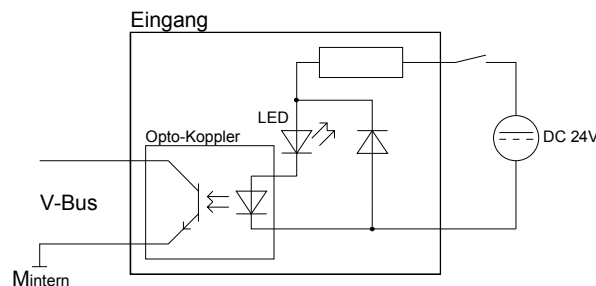 Eingang
LED
Opto-Koppler
DC 24V
V-Bus
Mintern